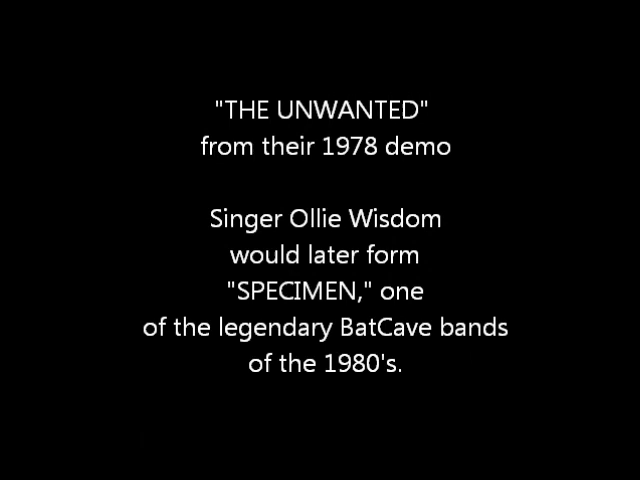 "THE UNWANTED"
from their 1978 demo
Singer Ollie Wisdom
would later form
"SPECIMEN," one
of the legendary BatCave bands
of the 1980's.